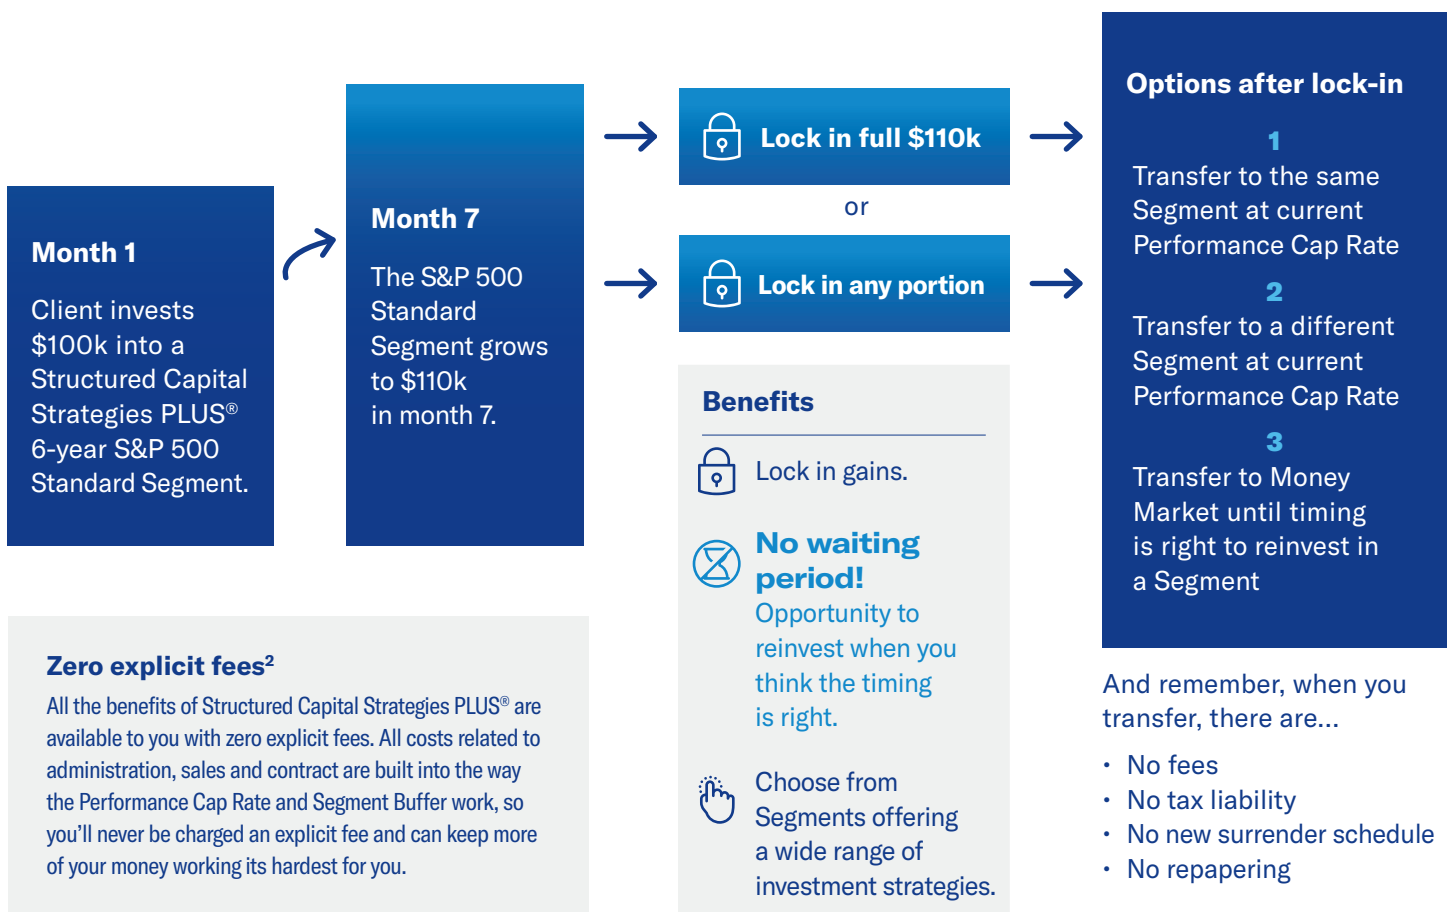 Month 1
Client invests
$100k into a
Structured Capital
Strategies PLUS®
6-year S&P 500
Standard Segment.
Month 7
The S&P 500
Standard
Segment grows
to $110k
in month 7.
Lock in full $110k
or
Lock in any portion
Options after lock-in
1
Transfer to the same
Segment at current
Performance Cap Rate
2
Transfer to a different
Segment at current
Performance Cap Rate
3
Transfer to Money
Market until timing
is right to reinvest in
a Segment
Benefits
Lock in gains.
No waiting
period!
Opportunity to
reinvest when you
think the timing
is right.
Choose from
Segments offering
a wide range of
investment strategies.
Zero explicit fees²
All the benefits of Structured Capital Strategies PLUS® are
available to you with zero explicit fees. All costs related to
administration, sales and contract are built into the way
the Performance Cap Rate and Segment Buffer work, so
you’ll never be charged an explicit fee and can keep more
of your money working its hardest for you.
And remember, when you
transfer, there are...
• No fees
• No tax liability
• No new surrender schedule
• No repapering